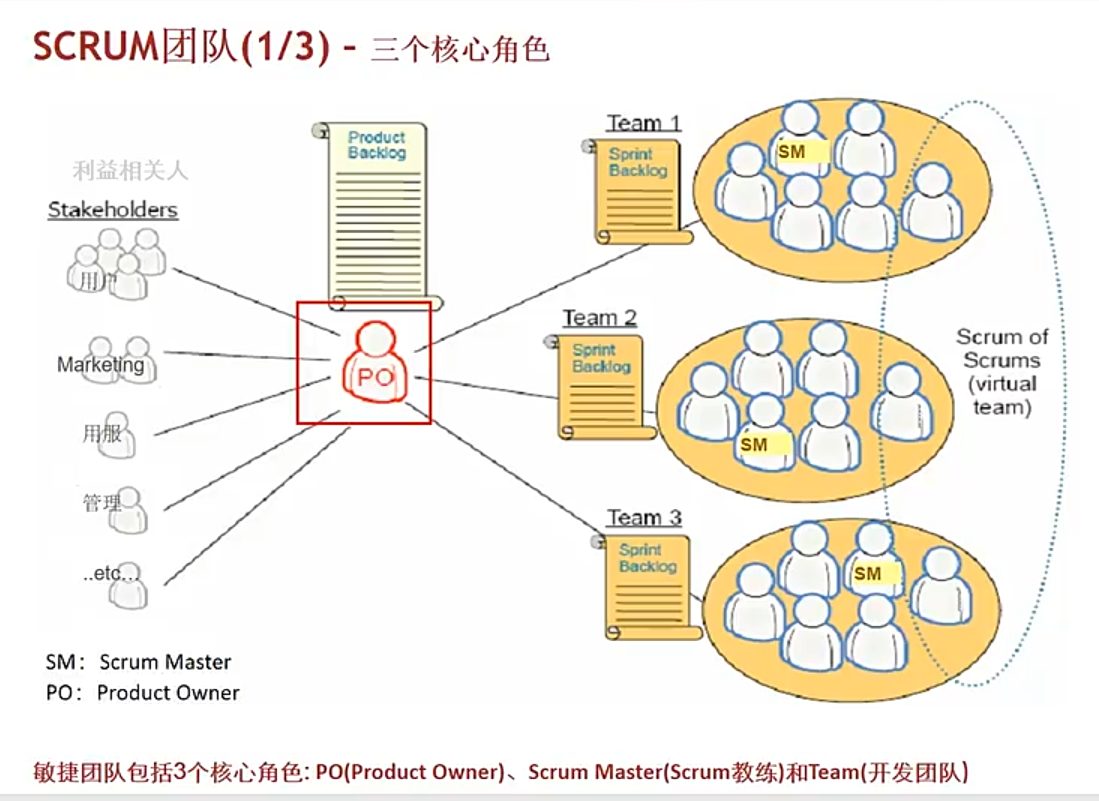 SCRUM团队(1/3) - 三个核心角色
利益相关人
Stakeholders
用户
Marketing
用服
管理
..etc...
Product
Backlog
PO
Team 1
Sprint
Backlog
SM
Team 2
Sprint
Backlog
SM
Team 3
Sprint
Backlog
SM
Scrum of
Scrums
(virtual
team)
SM：Scrum Master
PO：Product Owner
敏捷团队包括3个核心角色: PO(Product Owner)、Scrum Master(Scrum教练)和Team(开发团队)